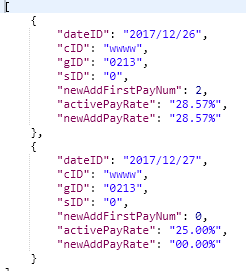 [
{
"dateID": "2017/12/26",
"cID": "wwww",
"gID": "0213",
"sID": "0",
"newAddFirstPayNum": 2,
"activePayRate": "28.57%",
"newAddPayRate": "28.57%"
},
{
"dateID": "2017/12/27",
"cID": "wwww",
"gID": "0213",
"sID": "0",
"newAddFirstPayNum": 0,
"activePayRate": "25.00%",
"newAddPayRate": "00.00%"
}